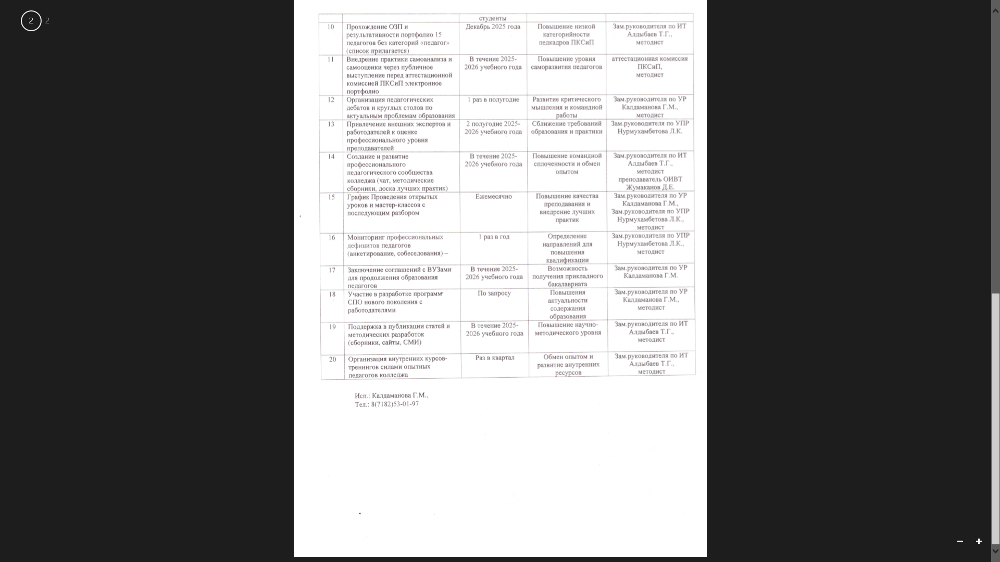 2 2
студенты
10 Прохождение ОЗП и Декабрь 2025 года Повышение низкой Зам.руководителя по ИТ
результативности портфолио 15 категорийности Алдыбаев Т.Г.,
педагогов без категорий «педагог» педкадров ПКСиП методист
(список прилагается)
11 Внедрение практики самоанализа и В течение 2025- Повышение уровня аттестационная комиссия
самооценки через публичное 2026 учебного года саморазвития педагогов ПКСиП,
выступление перед аттестационной методист
комиссией ПКСиП электронное
портфолио
12 Организация педагогических 1 раз в полугодие Развитие критического Зам.руководителя по УР
дебатов и круглых столов по мышления и командной Калдаманова Г.М.,
актуальным проблемам образования работы методист
13 Привлечение внешних экспертов и 2 полугодие 2025- Сближение требований Зам.руководителя по УПР
работодателей к оценке 2026 учебного года образования и практики Нурмухамбетова Л.К.
профессионального уровня
преподавателей
14 Создание и развитие В течение 2025- Повышение командной Зам.руководителя по ИТ
профессионального 2026 учебного года сплоченности и обмен Алдыбаев Т.Г.,
педагогического сообщества опытом методист
колледжа (чат, методические преподаватель ОИВТ
сборники, доска лучших практик) Жумаканов Д.Е.
15 График Проведения открытых Ежемесячно Повышение качества Зам.руководителя по УР
уроков и мастер-классов с преподавания и Калдаманова Г.М.,
последующим разбором внедрение лучших Зам.руководителя по УПР
практик Нурмухамбетова Л.К.,
методист
16 Мониторинг профессиональных 1 раз в год Определение Зам.руководителя по УПР
дефицитов педагогов направлений для Нурмухамбетова Л.К.,
(анкетирование, собеседования) – повышения методист
квалификации
17 Заключение соглашений с ВУЗами В течение 2025- Возможность Зам.руководителя по УР
для продолжения образования 2026 учебного года получения прикладного Калдаманова Г.М.
педагогов бакалавриата
18 Участие в разработке программ По запросу Повышения Зам.руководителя по УР
СПО нового поколения с актуальности Калдаманова Г.М.,
работодателями содержания методист
образования
19 Поддержка в публикации статей и В течение 2025- Повышение научно- Зам.руководителя по ИТ
методических разработок 2026 учебного года методического уровня Алдыбаев Т.Г.,
(сборники, сайты, СМИ) методист
20 Организация внутренних курсов- Раз в квартал Обмен опытом и Зам.руководителя по ИТ
тренингов силами опытных развитие внутренних Алдыбаев Т.Г.,
педагогов колледжа ресурсов методист
Исп.: Калдаманова Г.М.,
Тел.: 8(7182)53-01-97